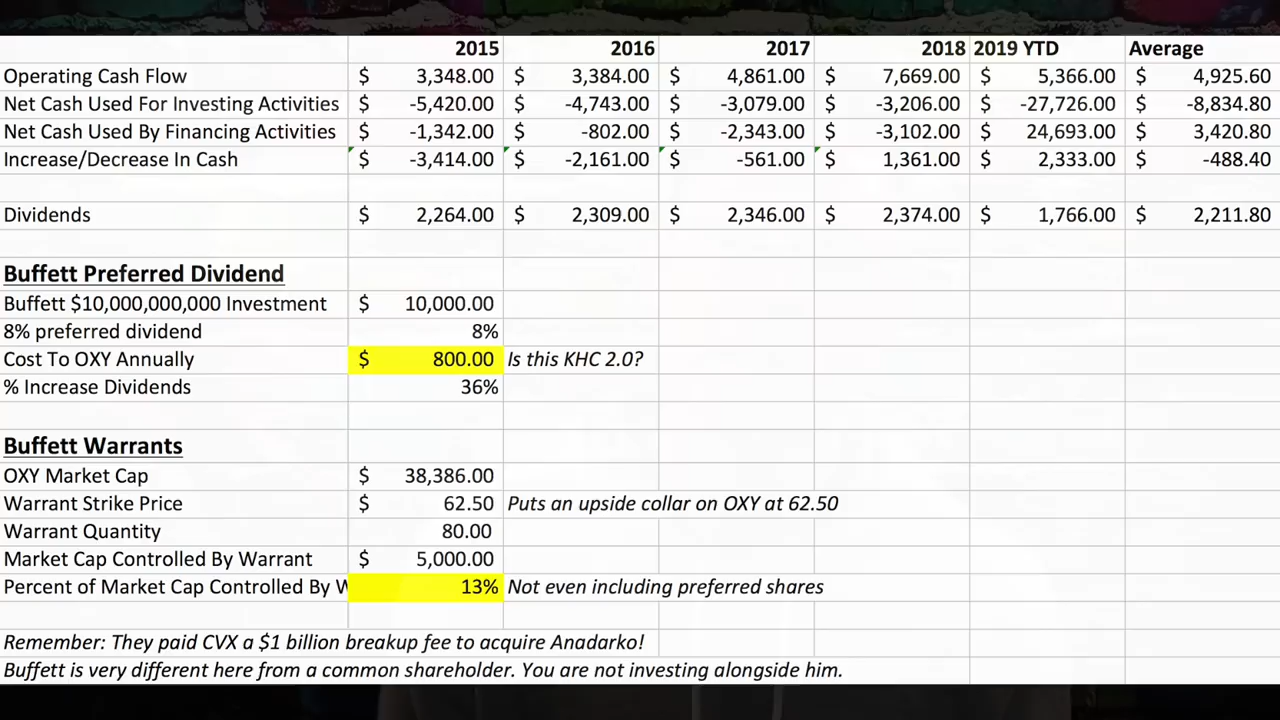 2015 2016 2017 2018 2019 YTD Average
Operating Cash Flow $ 3,348.00 $ 3,384.00 $ 4,861.00 $ 7,669.00 $ 5,366.00 $ 4,925.60
Net Cash Used For Investing Activities $ -5,420.00 $ -4,743.00 $ -3,079.00 $ -3,206.00 $ -27,726.00 $ -8,834.80
Net Cash Used By Financing Activities $ -1,342.00 $ -802.00 $ -2,343.00 $ -3,102.00 $ 24,693.00 $ 3,420.80
Increase/Decrease In Cash $ -3,414.00 $ -2,161.00 $ -561.00 $ 1,361.00 $ 2,333.00 $ -488.40
Dividends $ 2,264.00 $ 2,309.00 $ 2,346.00 $ 2,374.00 $ 1,766.00 $ 2,211.80
Buffett Preferred Dividend
Buffett $10,000,000,000 Investment $ 10,000.00
8% preferred dividend 8%
Cost To OXY Annually $ 800.00 Is this KHC 2.0?
% Increase Dividends 36%
Buffett Warrants
OXY Market Cap $ 38,386.00
Warrant Strike Price $ 62.50 Puts an upside collar on OXY at 62.50
Warrant Quantity 80.00
Market Cap Controlled By Warrant $ 5,000.00
Percent of Market Cap Controlled By W 13% Not even including preferred shares
Remember: They paid CVX a $1 billion breakup fee to acquire Anadarko!
Buffett is very different here from a common shareholder. You are not investing alongside him.